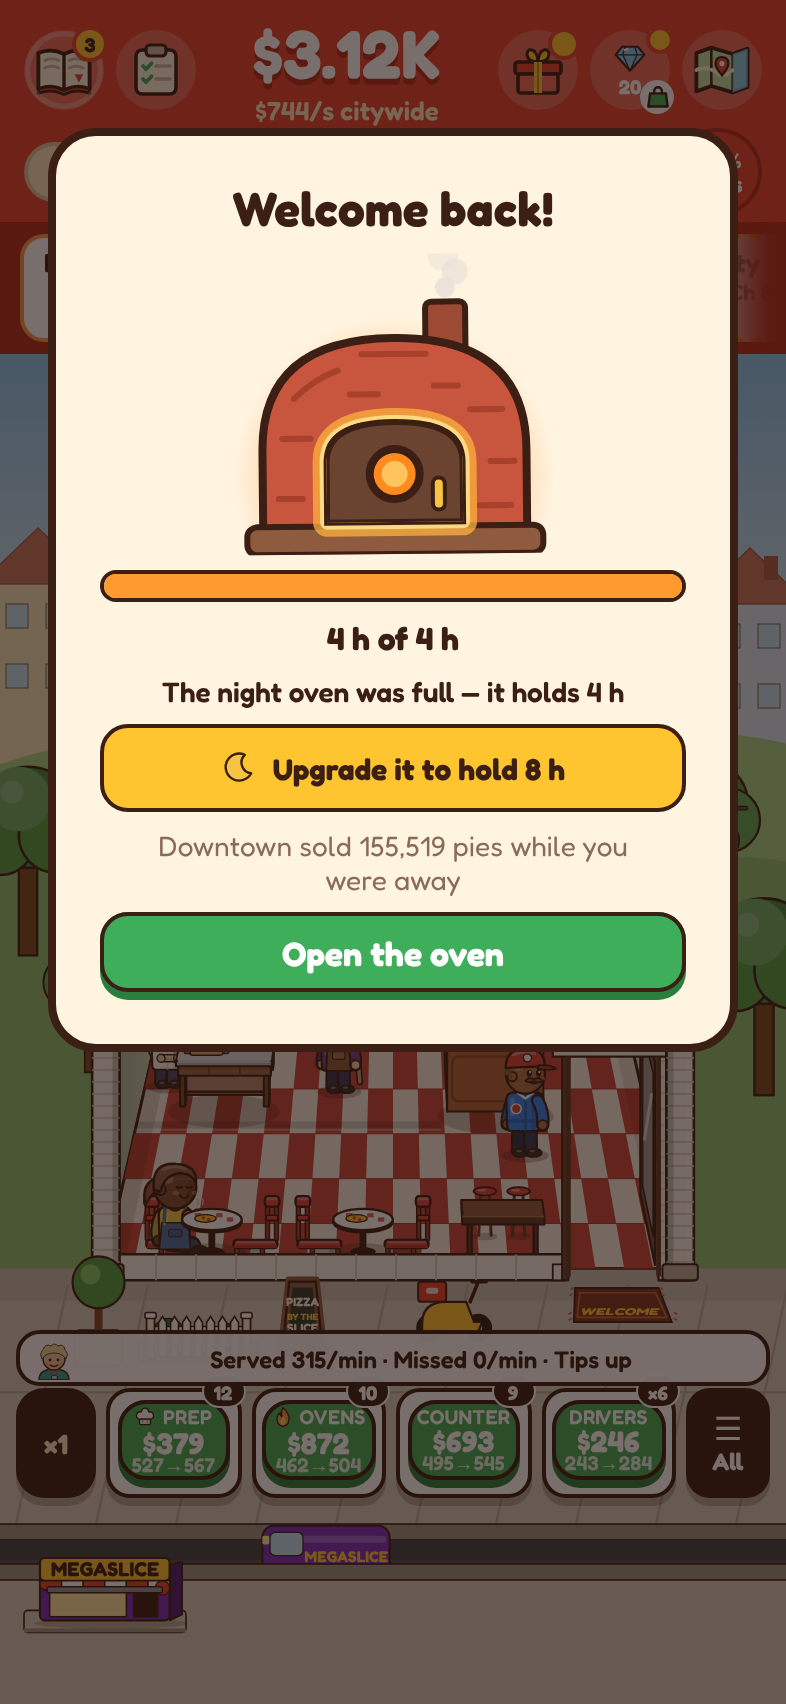 3
$3.12K
$744/s citywide
20
Welcome back!
4 h of 4 h
The night oven was full — it holds 4 h
Upgrade it to hold 8 h
Downtown sold 155,519 pies while you
were away
Open the oven
PIZZA
BY THE
SLICE
WELCOME
Served 315/min · Missed 0/min · Tips up
x1
12
PREP
$379
527→567
10
OVENS
$872
462→504
9
COUNTER
$693
495→545
x6
DRIVERS
$246
243→284
All
MEGASLICE
MEGASLICE